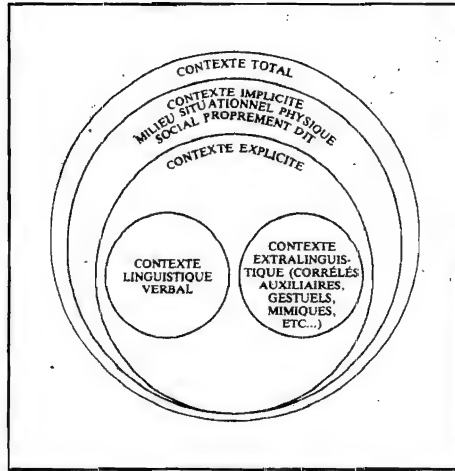 CONTEXTE TOTAL
CONTEXTE IMPLICITE
MILIEU SITUATIONNEL PHYSIQUE
SOCIAL PROPREMENT DIT
CONTEXTE EXPLICITE
CONTEXTE
LINGUISTIQUE
VERBAL
CONTEXTE
EXTRALINGUIS-
TIQUE (CORRÉLÉS
AUXILIAIRES,
GESTUELS,
MIMIQUES,
ETC...)